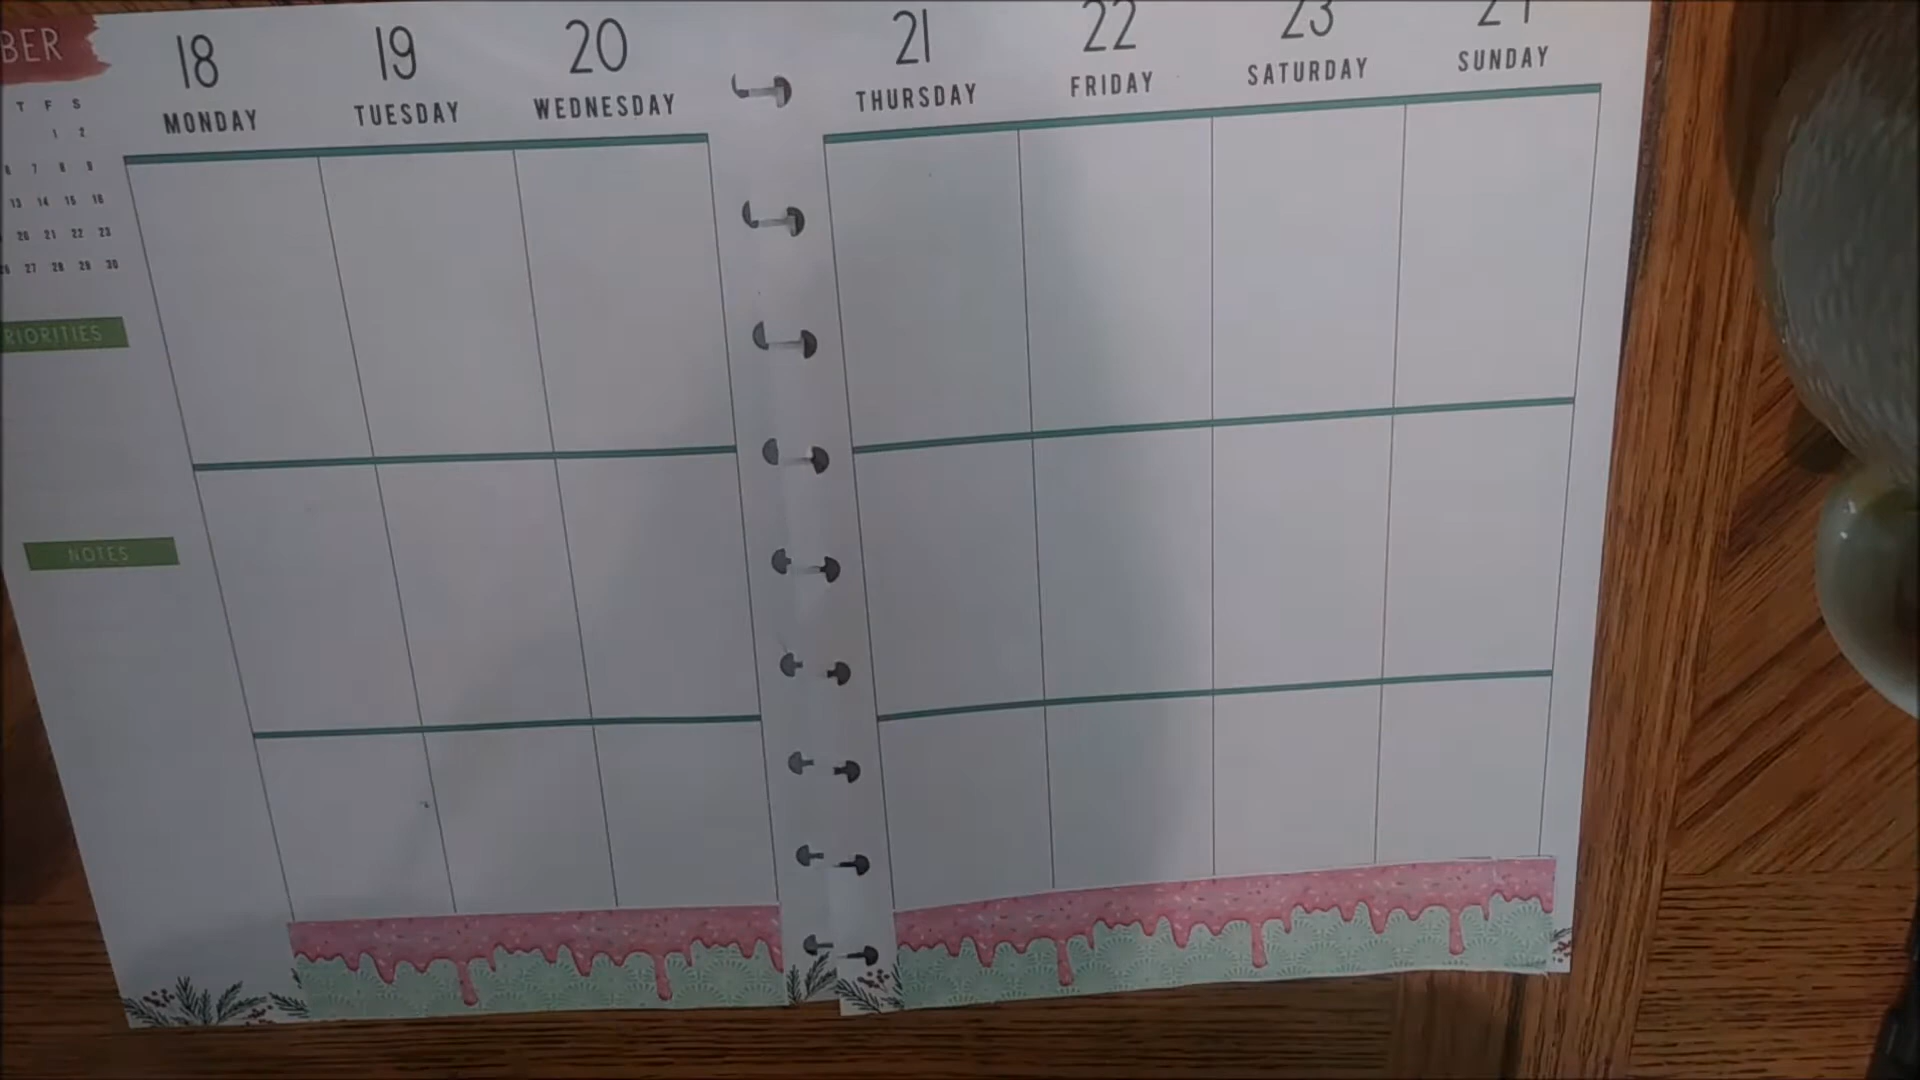 BER
18 19 20 21 22 23
MONDAY TUESDAY WEDNESDAY THURSDAY FRIDAY SATURDAY SUNDAY
T F S
1 2
7 8 9
13 14 15 16
20 21 22 23
26 27 28 29 30
RIORITIES
NOTES